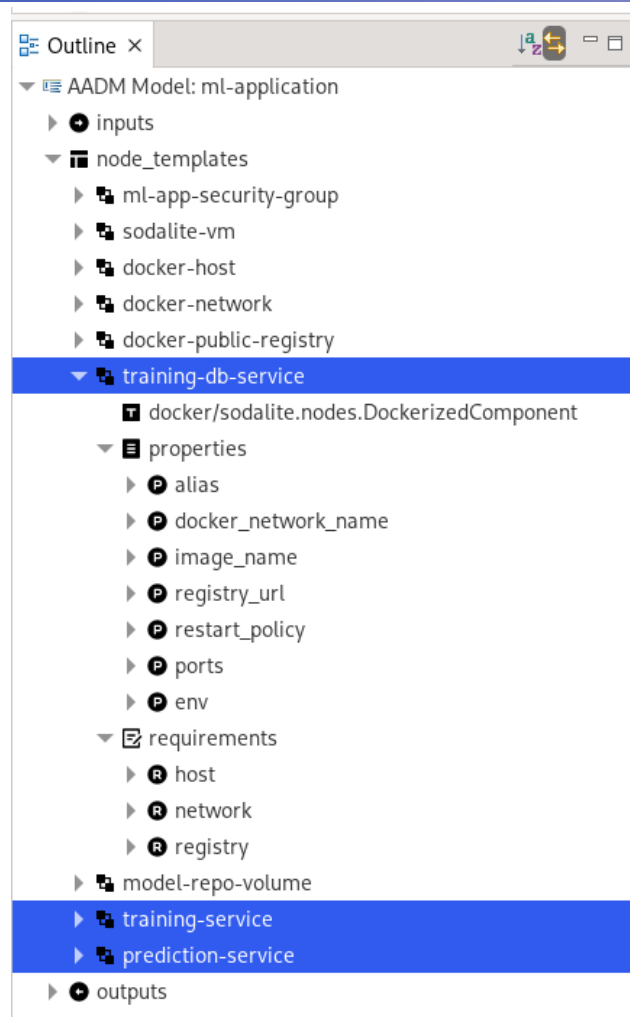 Outline
AADM Model: ml-application
inputs
node_templates
ml-app-security-group
sodalite-vm
docker-host
docker-network
docker-public-registry
training-db-service
T docker/sodalite.nodes.DockerizedComponent
properties
P alias
P docker_network_name
P image_name
P registry_url
P restart_policy
P ports
P env
requirements
R host
R network
R registry
model-repo-volume
training-service
prediction-service
outputs